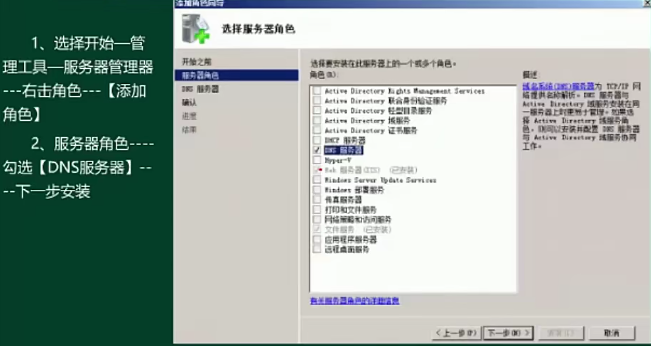 1、选择开始—管
理工具—服务器管理器
---右击角色---【添加
角色】
2、服务器角色----
勾选【DNS服务器】--
--下一步安装
添加角色向导
选择服务器角色
开始之前
服务器角色
DNS 服务器
确认
进度
结果
选择要安装在此服务器上的一个或多个角色。
角色(R):
Active Directory Rights Management Services
Active Directory 联合身份验证服务
Active Directory 轻型目录服务
Active Directory 域服务
Active Directory 证书服务
DHCP 服务器
DNS 服务器
Hyper-V
Web 服务器(IIS) (已安装)
Windows Server Update Services
Windows 部署服务
传真服务器
打印和文件服务
网络策略和访问服务
文件服务 (已安装)
应用程序服务器
远程桌面服务
有关服务器角色的详细信息
描述
域名系统(DNS)服务器为 TCP/IP 网
络提供名称解析。DNS 服务器与
Active Directory 域服务安装在同
一服务器上时更易于管理。如果选
择 Active Directory 域服务角
色，则可以安装并配置 DNS 服务器
与 Active Directory 域服务协同
工作。
< 上一步(P)
下一步(N) >
安装(I)
取消